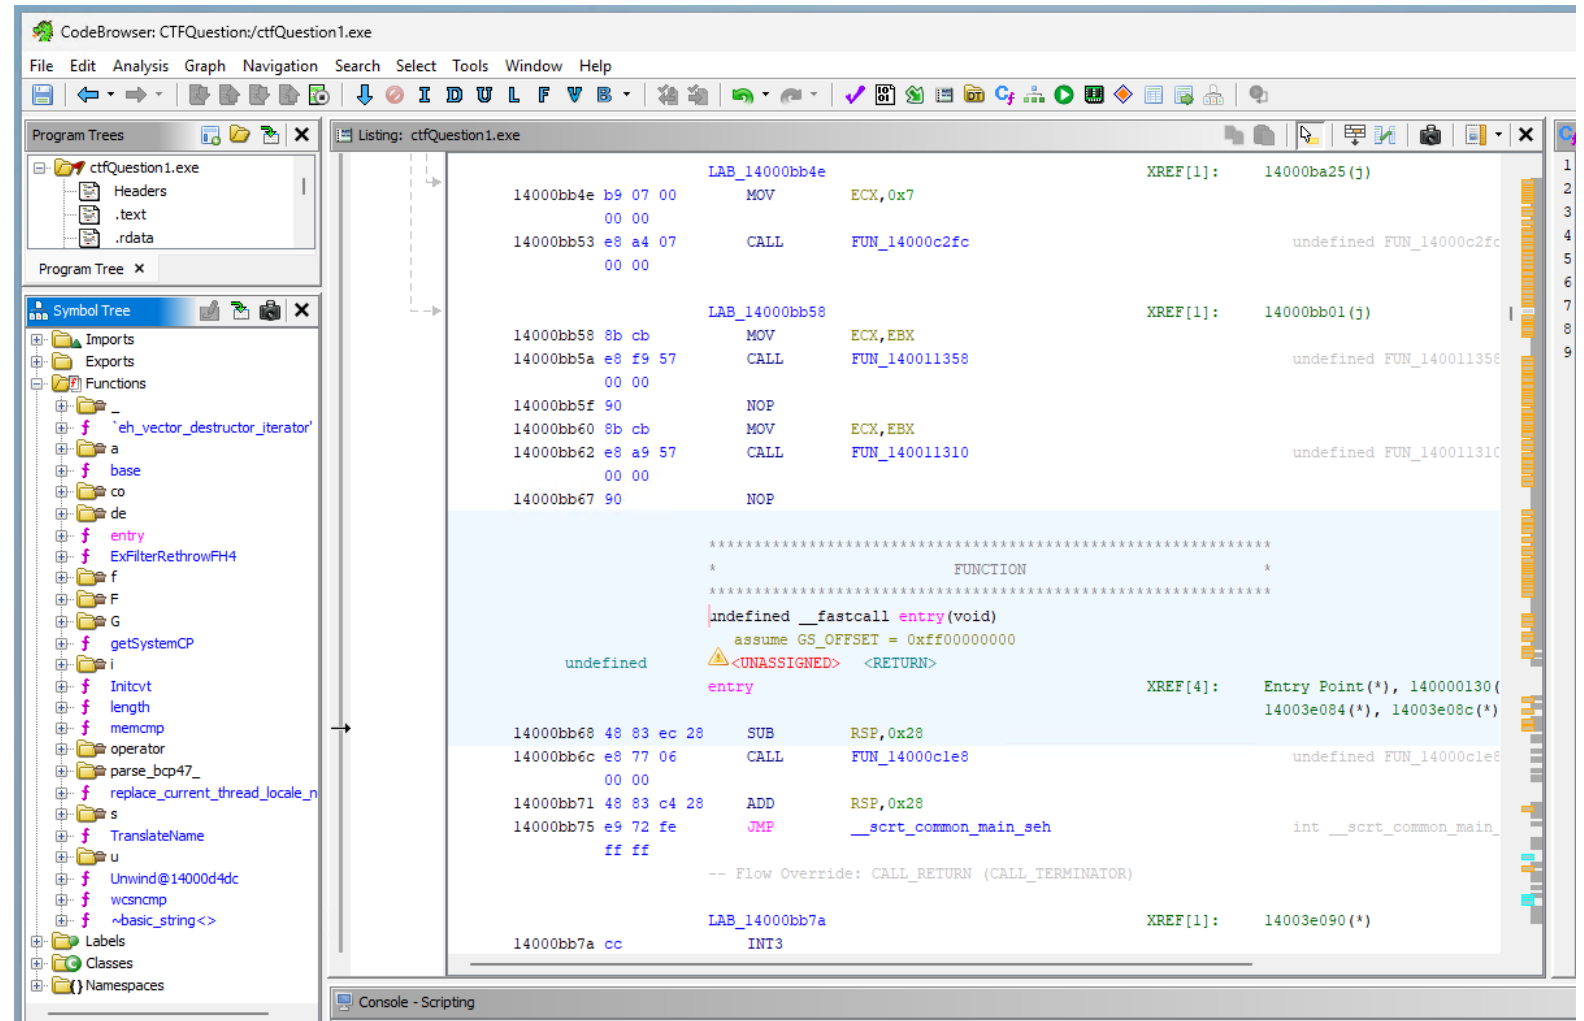 CodeBrowser: CTFQuestion:/ctfQuestion1.exe
File Edit Analysis Graph Navigation Search Select Tools Window Help
I D U L F V B
Program Trees
ctfQuestion1.exe
Headers
.text
.rdata
Program Tree ×
Symbol Tree
Imports
Exports
Functions
_
`eh_vector_destructor_iterator'
a
base
co
de
entry
ExFilterRethrowFH4
f
F
G
getSystemCP
i
Initcvt
length
memcmp
operator
parse_bcp47_
replace_current_thread_locale_n
s
TranslateName
u
Unwind@14000d4dc
wcsncmp
~basic_string<>
Labels
Classes
Namespaces
Listing: ctfQuestion1.exe
LAB_14000bb4e XREF[1]: 14000ba25(j)
14000bb4e b9 07 00 MOV ECX,0x7
00 00
14000bb53 e8 a4 07 CALL FUN_14000c2fc undefined FUN_14000c2fc
00 00
LAB_14000bb58 XREF[1]: 14000bb01(j)
14000bb58 8b cb MOV ECX,EBX
14000bb5a e8 f9 57 CALL FUN_140011358 undefined FUN_140011358
00 00
14000bb5f 90 NOP
14000bb60 8b cb MOV ECX,EBX
14000bb62 e8 a9 57 CALL FUN_140011310 undefined FUN_140011310
00 00
14000bb67 90 NOP
**************************************************************
* FUNCTION *
**************************************************************
undefined __fastcall entry(void)
assume GS_OFFSET = 0xff00000000
undefined <UNASSIGNED> <RETURN>
entry XREF[4]: Entry Point(*), 140000130(
14003e084(*), 14003e08c(*)
14000bb68 48 83 ec 28 SUB RSP,0x28
14000bb6c e8 77 06 CALL FUN_14000c1e8 undefined FUN_14000c1e8
00 00
14000bb71 48 83 c4 28 ADD RSP,0x28
14000bb75 e9 72 fe JMP __scrt_common_main_seh int __scrt_common_main_
ff ff
-- Flow Override: CALL_RETURN (CALL_TERMINATOR)
LAB_14000bb7a XREF[1]: 14003e090(*)
14000bb7a cc INT3
1
2
3
4
5
6
7
8
9
Console - Scripting